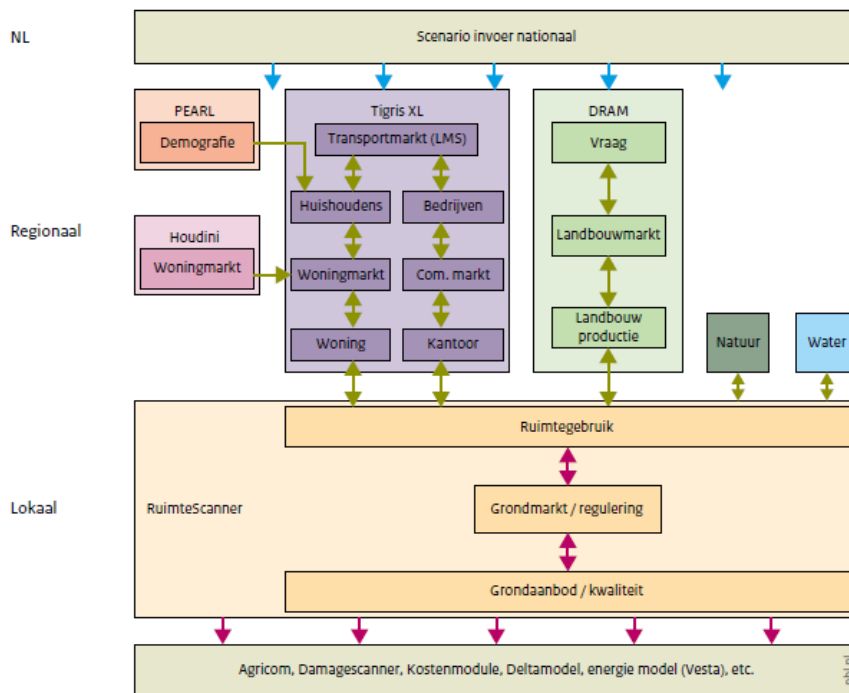 NL
Scenario invoer nationaal
PEARL
Demografie
Tigris XL
Transportmarkt (LMS)
Huishoudens
Bedrijven
DRAM
Vraag
Regionaal
Houdini
Woningmarkt
Woningmarkt
Com. markt
Woning
Kantoor
Landbouwmarkt
Landbouw
productie
Natuur
Water
Lokaal
RuimteScanner
Ruimtegebruik
Grondmarkt / regulering
Grondaanbod / kwaliteit
Agricom, Damagescanner, Kostenmodule, Deltamodel, energie model (Vesta), etc.
pbl.nl